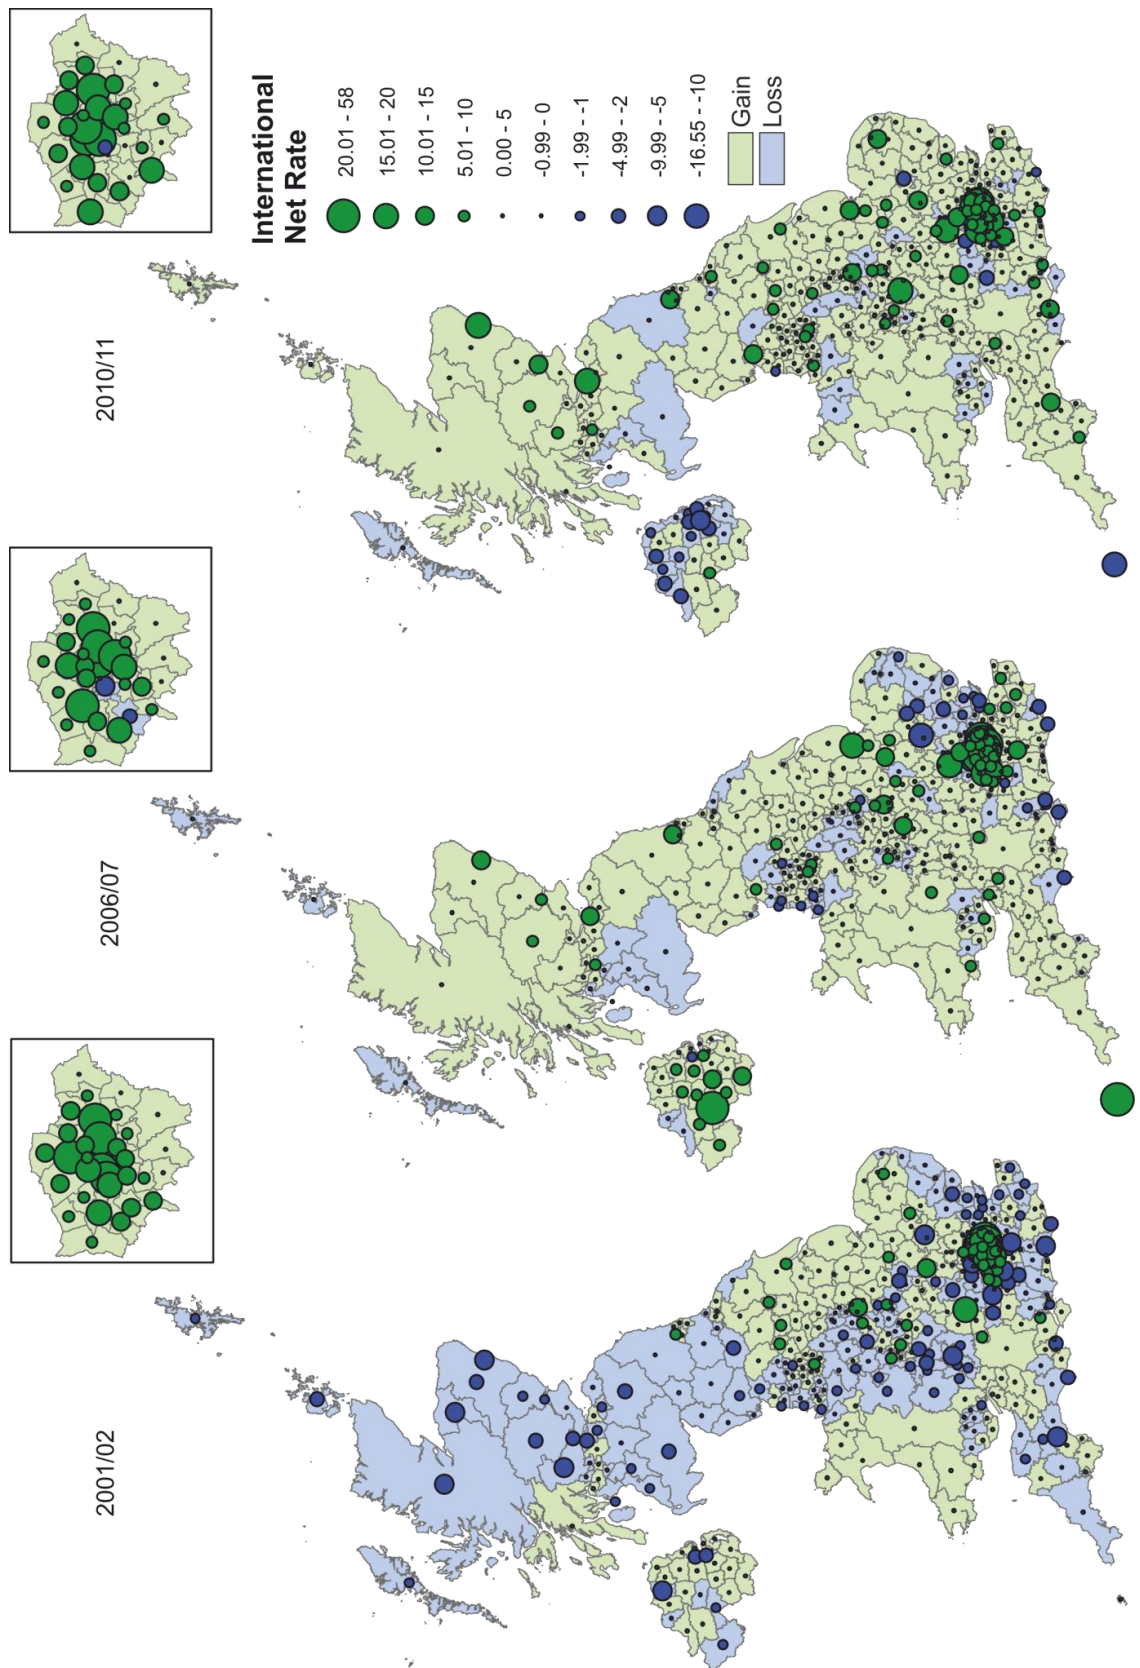 2001/02
2006/07
2010/11
International
Net Rate
20.01 - 58
15.01 - 20
10.01 - 15
5.01 - 10
0.00 - 5
-0.99 - 0
-1.99 - -1
-4.99 - -2
-9.99 - -5
-16.55 - -10
Gain
Loss